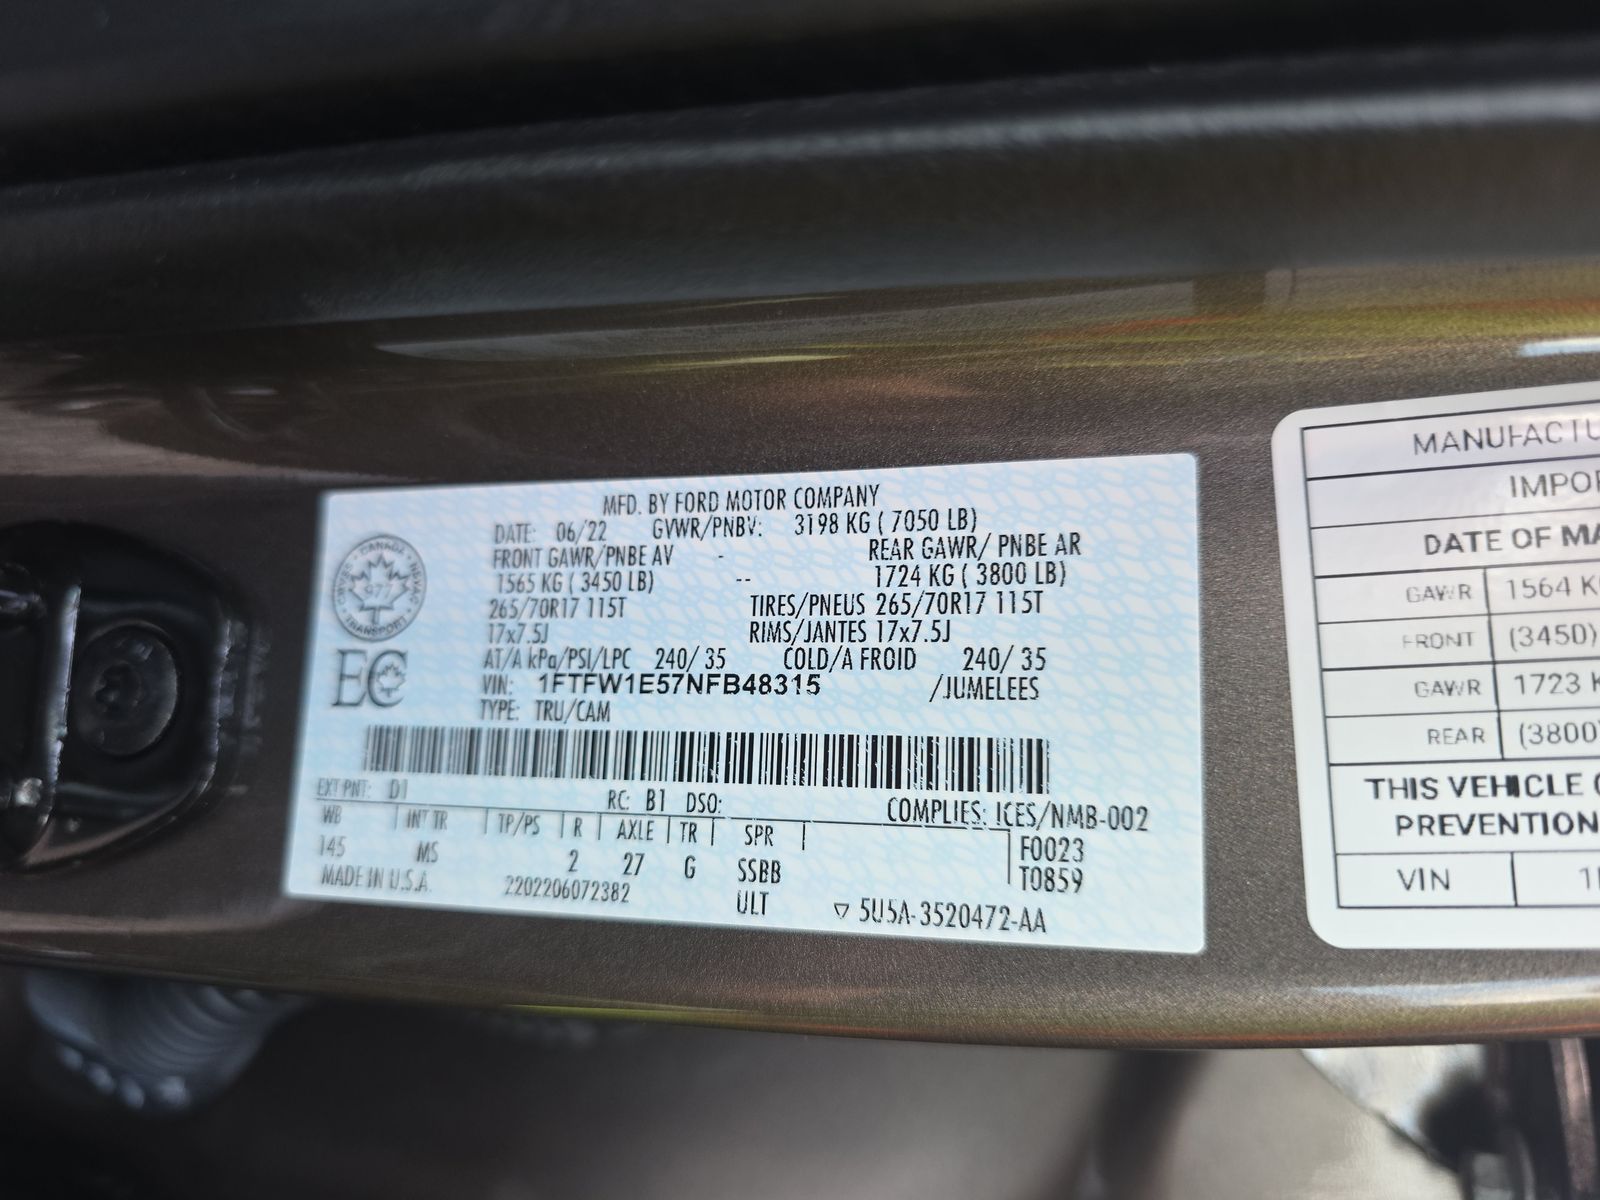 MFD. BY FORD MOTOR COMPANY
DATE: 06/22 GVWR/PNBV: 3198 KG ( 7050 LB)
FRONT GAWR/PNBE AV - REAR GAWR/ PNBE AR
1565 KG ( 3450 LB) -- 1724 KG ( 3800 LB)
265/70R17 115T TIRES/PNEUS 265/70R17 115T
17x7.5J RIMS/JANTES 17x7.5J
AT/A kPa/PSI/LPC 240/ 35 COLD/A FROID 240/ 35
VIN: 1FTFW1E57NFB48315 /JUMELEES
TYPE: TRU/CAM
CANADA
TRANSPORT
EC
EXT PNT: D1 RC: B1 DSO: COMPLIES: ICES/NMB-002
WB INT TR TP/PS R AXLE TR SPR F0023
145 MS 2 27 G SSBB T0859
MADE IN U.S.A. 2202206072382 ULT ▽ 5U5A-3520472-AA
MANUFACTU
IMPOR
DATE OF MA
GAWR 1564 K
FRONT (3450)
GAWR 1723 K
REAR (3800)
THIS VEHICLE
PREVENTION
VIN 1